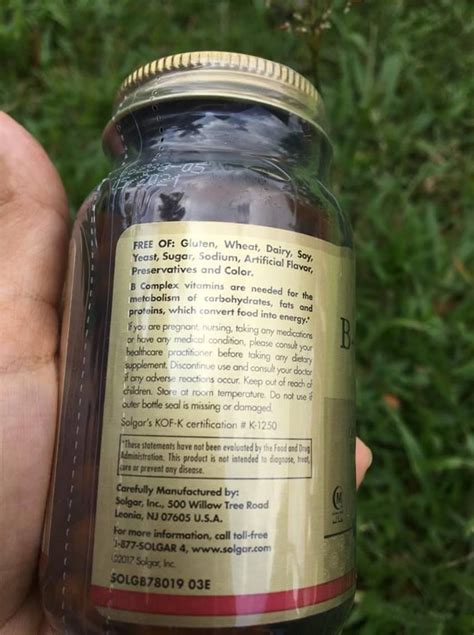 FREE OF: Gluten, Wheat, Dairy, Soy,
Yeast, Sugar, Sodium, Artificial Flavor,
Preservatives and Color.
B Complex vitamins are needed for the
metabolism of carbohydrates, fats and
proteins, which convert food into energy.*
If you are pregnant, nursing, taking any medications
or have any medical condition, please consult your
healthcare practitioner before taking any dietary
supplement. Discontinue use and consult your doctor
if any adverse reactions occur. Keep out of reach of
children. Store at room temperature. Do not use if
outer bottle seal is missing or damaged.
Solgar's KOF-K certification # K-1250
*These statements have not been evaluated by the Food and Drug
Administration. This product is not intended to diagnose, treat,
cure or prevent any disease.
Carefully Manufactured by:
Solgar, Inc., 500 Willow Tree Road
Leonia, NJ 07605 U.S.A.
For more information, call toll-free
1-877-SOLGAR 4, www.solgar.com
©2017 Solgar, Inc.
SOLGB78019 03E
B-